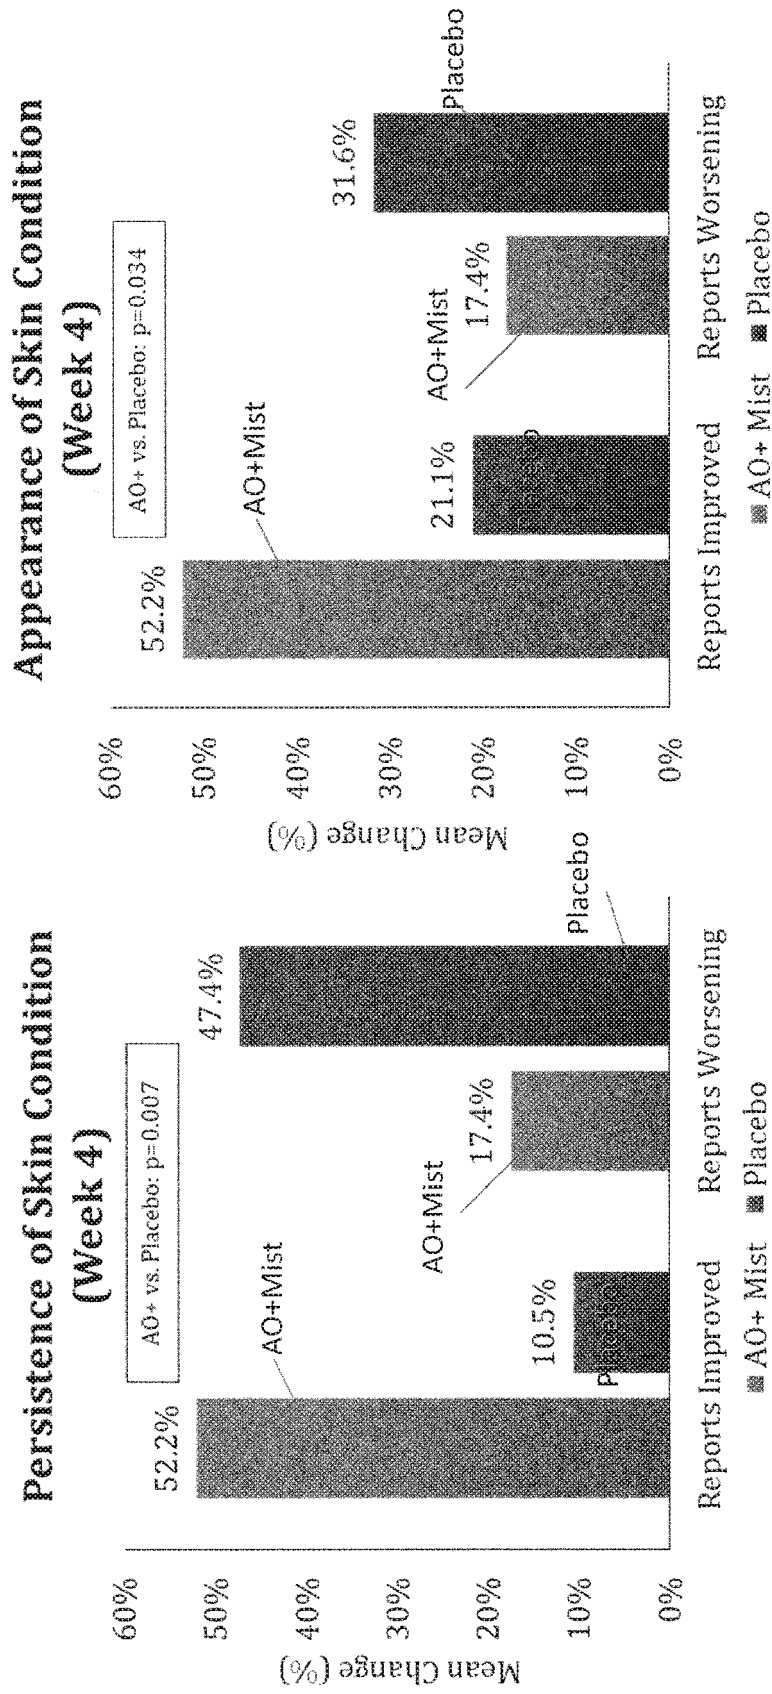 Persistence of Skin Condition
(Week 4)
AO+ vs. Placebo: p=0.007
Mean Change (%)
60%
50%
40%
30%
20%
10%
0%
52.2%
AO+Mist
10.5%
Placebo
AO+Mist
17.4%
47.4%
Placebo
Reports Improved
Reports Worsening
AO+ Mist
Placebo
Appearance of Skin Condition
(Week 4)
AO+ vs. Placebo: p=0.034
Mean Change (%)
60%
50%
40%
30%
20%
10%
0%
52.2%
AO+Mist
21.1%
Placebo
AO+Mist
17.4%
31.6%
Placebo
Reports Improved
Reports Worsening
AO+ Mist
Placebo